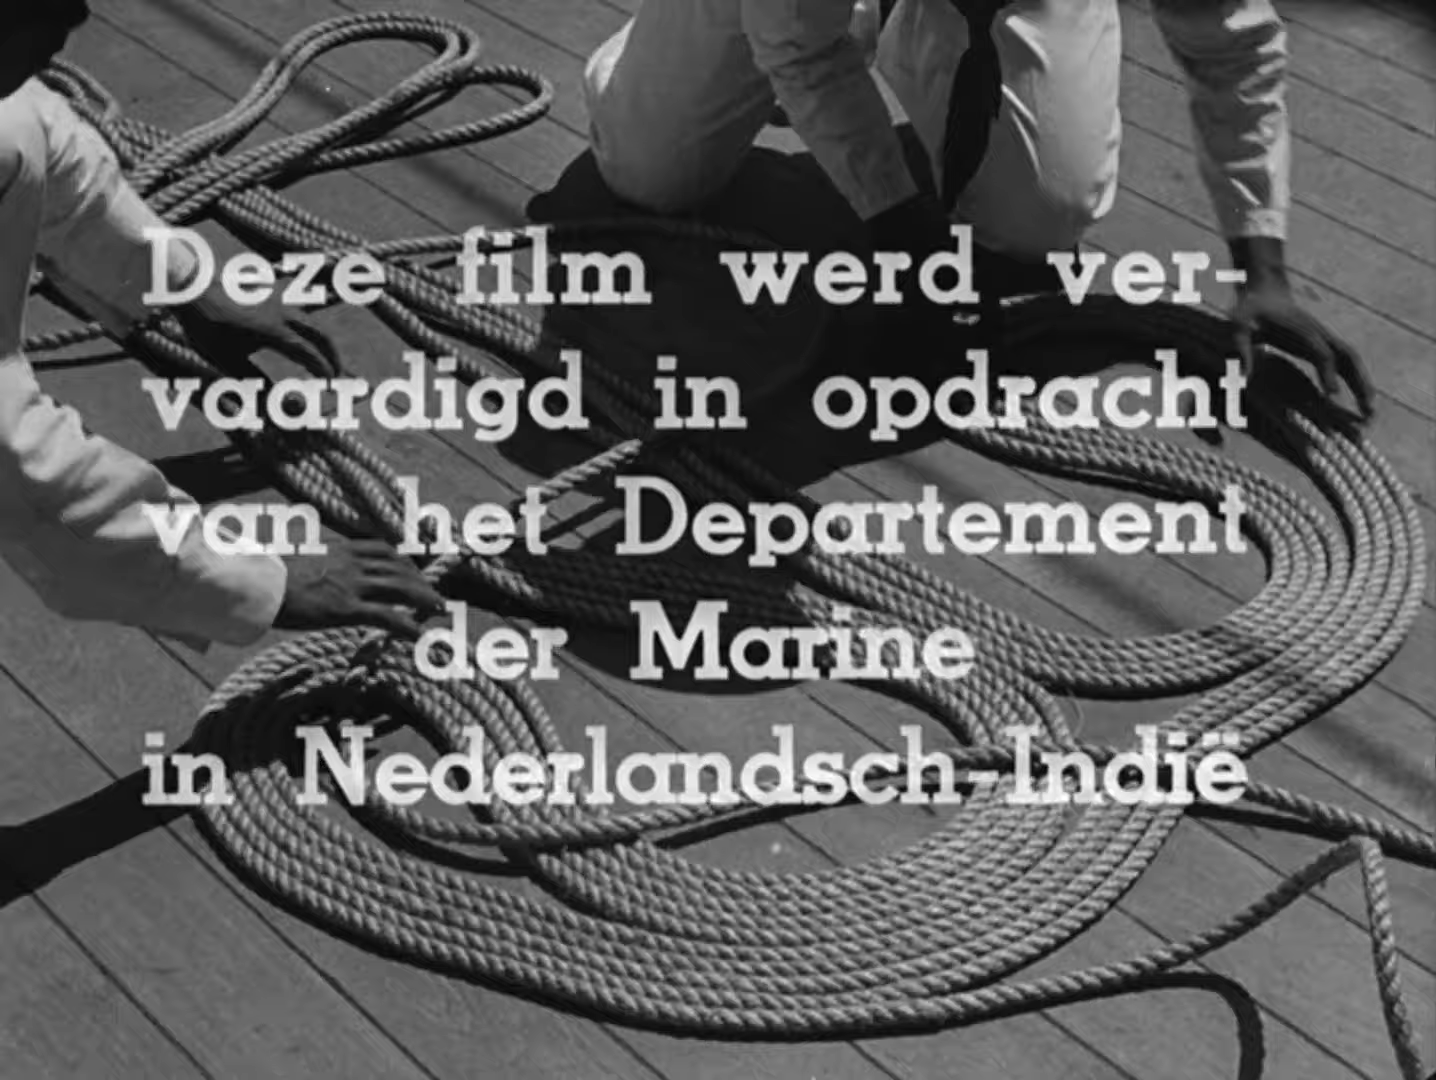 Deze film werd ver-
vaardigd in opdracht
van het Departement
der Marine
in Nederlandsch-Indië